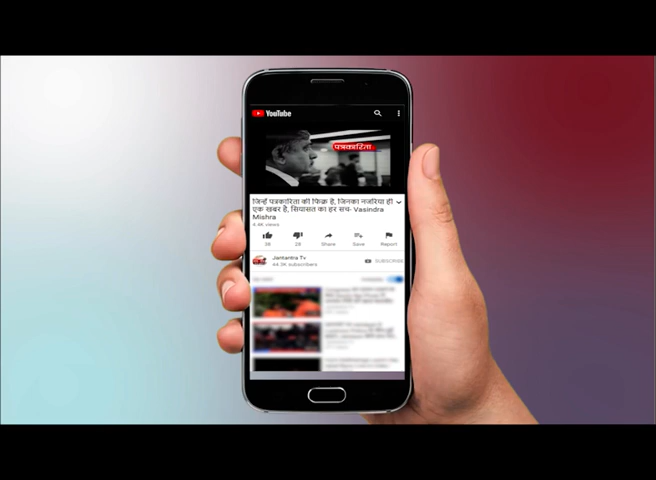 YouTube
पत्रकारिता
जिन्हें पत्रकारिता की फिक्र है, जिनका नजरिया ही
एक खबर है, सियासत का हर सच- Vasindra
Mishra
4.4K views
38
28
Share
Save
Report
Jantantra Tv
44.3K subscribers
SUBSCRIBE